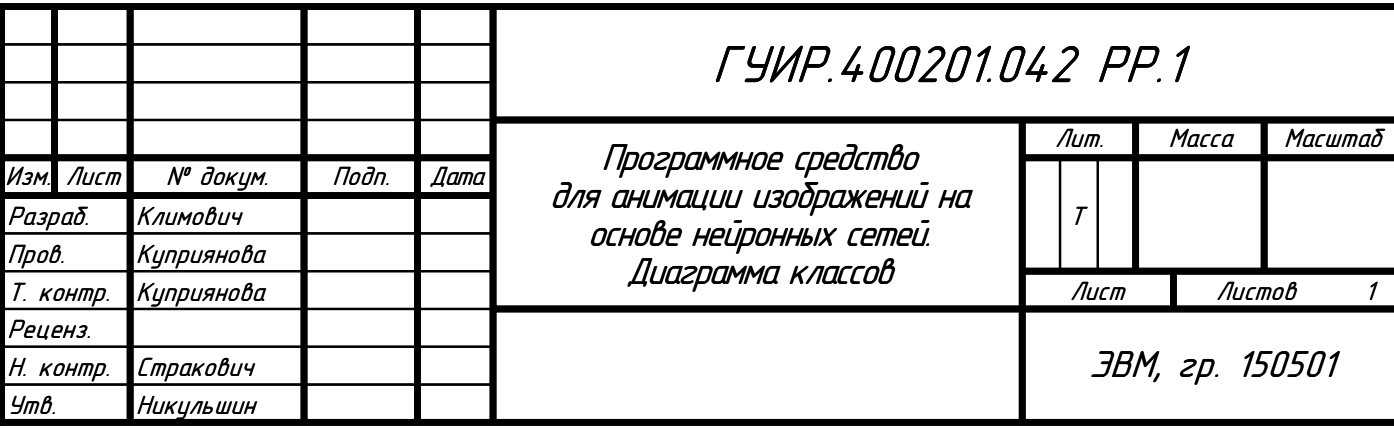 ГУИР.400201.042 РР.1
Изм. Лист № докум. Подп. Дата
Разраб. Климович
Пров. Куприянова
Т. контр. Куприянова
Реценз.
Н. контр. Стракович
Утв. Никульшин
Программное средство
для анимации изображений на
основе нейронных сетей.
Диаграмма классов
Лит. Масса Масштаб
Т
Лист Листов 1
ЭВМ, гр. 150501